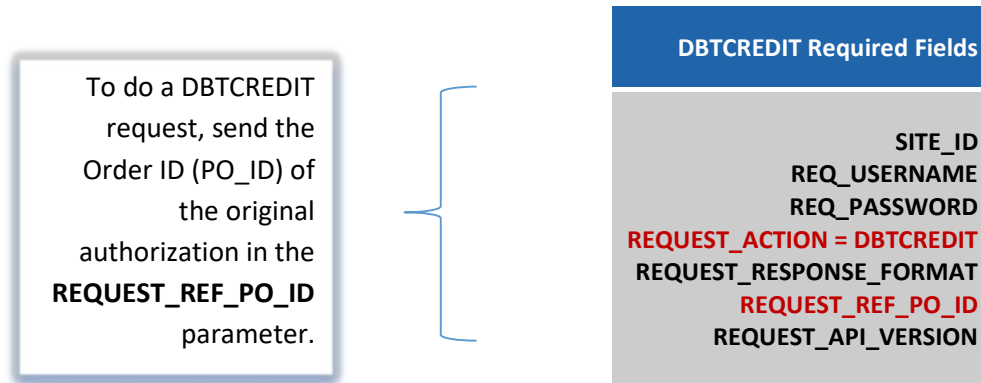 To do a DBTCREDIT
request, send the
Order ID (PO_ID) of
the original
authorization in the
REQUEST_REF_PO_ID
parameter.
DBTCREDIT Required Fields
SITE_ID
REQ_USERNAME
REQ_PASSWORD
REQUEST_ACTION = DBTCREDIT
REQUEST_RESPONSE_FORMAT
REQUEST_REF_PO_ID
REQUEST_API_VERSION